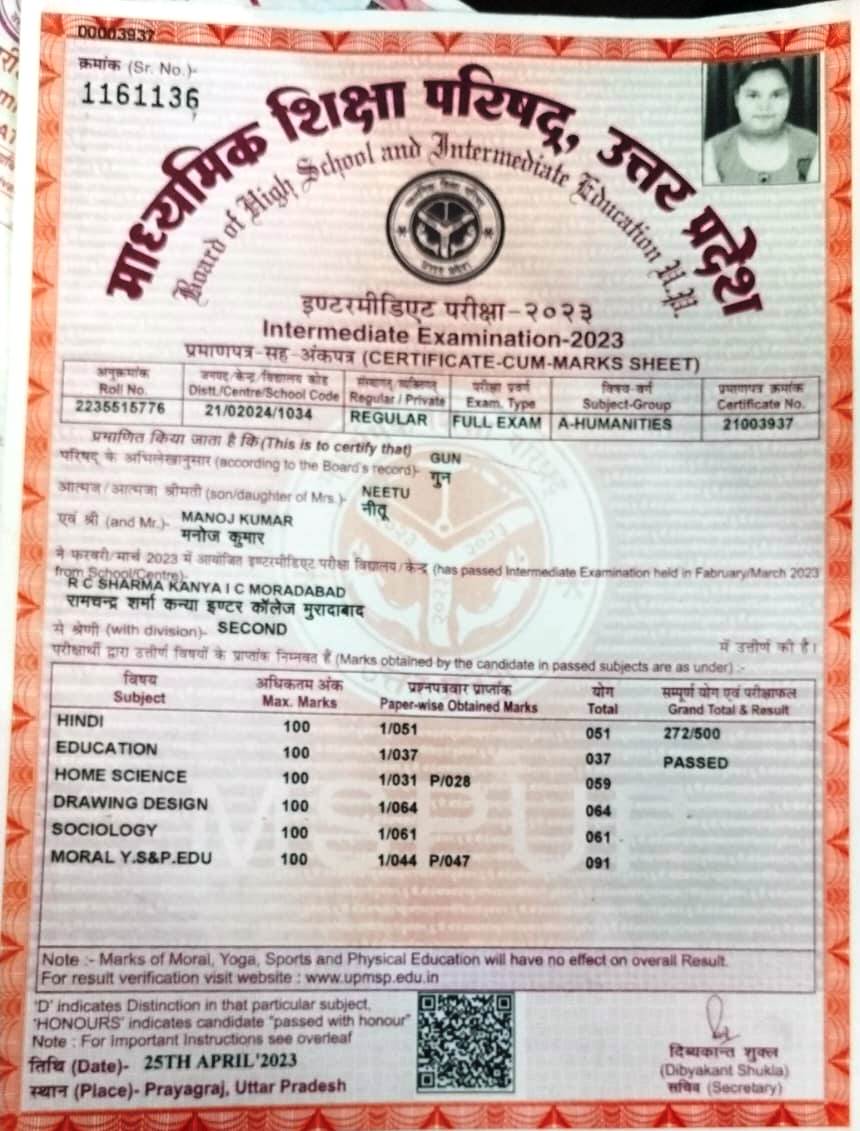 00003937
क्रमांक (Sr. No.)-
1161136
माध्यमिक शिक्षा परिषद्, उत्तर प्रदेश
Board of High School and Intermediate Education U.P.
इण्टरमीडिएट परीक्षा-२०२३
Intermediate Examination-2023
प्रमाणपत्र-सह-अंकपत्र (CERTIFICATE-CUM-MARKS SHEET)
अनुक्रमांक जनपद/केन्द्र/विद्यालय कोड संस्थागत/व्यक्तिगत परीक्षा प्रवर्ग विषय-वर्ग प्रमाणपत्र क्रमांक
Roll No. Distt./Centre/School Code Regular / Private Exam. Type Subject-Group Certificate No.
2235515776 21/02024/1034 REGULAR FULL EXAM A-HUMANITIES 21003937
प्रमाणित किया जाता है कि (This is to certify that)
परिषद के अभिलेखानुसार (according to the Board's record)- GUN
गुन
आत्मज/आत्मजा श्रीमती (son/daughter of Mrs.)- NEETU
नीतू
एवं श्री (and Mr.)- MANOJ KUMAR
मनोज कुमार
ने फरवरी/मार्च 2023 में आयोजित इण्टरमीडिएट परीक्षा विद्यालय/केन्द्र (has passed Intermediate Examination held in Fabruary/March 2023
from School/Centre)-
R C SHARMA KANYA I C MORADABAD
रामचन्द्र शर्मा कन्या इण्टर कॉलेज मुरादाबाद
से श्रेणी (with division)- SECOND में उत्तीर्ण की है।
परीक्षार्थी द्वारा उत्तीर्ण विषयों के प्राप्तांक निम्नवत हैं (Marks obtained by the candidate in passed subjects are as under) :-
विषय अधिकतम अंक प्रश्नपत्रवार प्राप्तांक योग सम्पूर्ण योग एवं परीक्षाफल
Subject Max. Marks Paper-wise Obtained Marks Total Grand Total & Result
HINDI 100 1/051 051 272/500
EDUCATION 100 1/037 037 PASSED
HOME SCIENCE 100 1/031 P/028 059
DRAWING DESIGN 100 1/064 064
SOCIOLOGY 100 1/061 061
MORAL Y.S&P.EDU 100 1/044 P/047 091
Note :- Marks of Moral, Yoga, Sports and Physical Education will have no effect on overall Result.
For result verification visit website : www.upmsp.edu.in
'D' indicates Distinction in that particular subject,
'HONOURS' indicates candidate "passed with honour"
Note : For Important Instructions see overleaf
तिथि (Date)- 25TH APRIL'2023
स्थान (Place)- Prayagraj, Uttar Pradesh
दिब्यकान्त शुक्ल
(Dibyakant Shukla)
सचिव (Secretary)